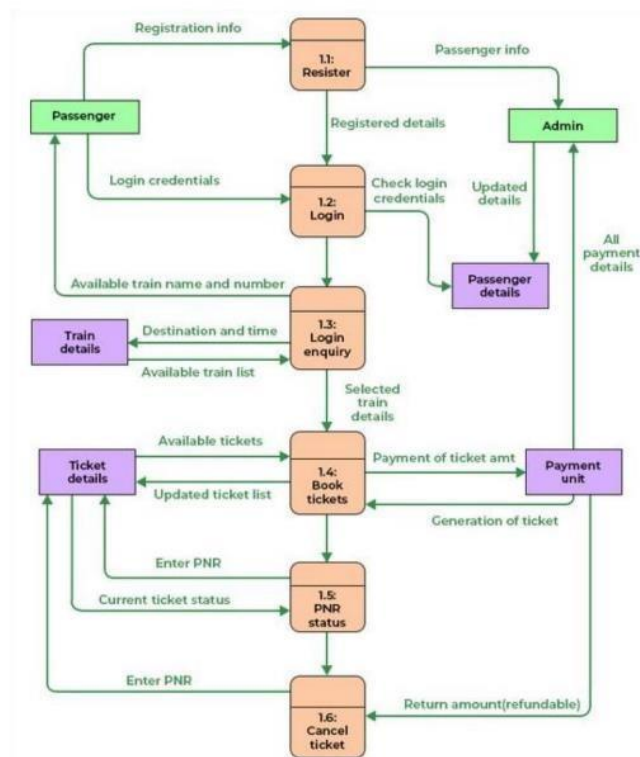 Registration info
1.1:
Resister
Passenger info
Passenger
Admin
Registered details
Login credentials
1.2:
Login
Check login
credentials
Updated
details
All
payment
details
Passenger
details
Available train name and number
Train
details
Destination and time
1.3:
Login
enquiry
Available train list
Selected
train
details
Available tickets
Ticket
details
1.4:
Book
tickets
Payment of ticket amt
Payment
unit
Updated ticket list
Generation of ticket
Enter PNR
1.5:
PNR
status
Current ticket status
Enter PNR
1.6:
Cancel
ticket
Return amount(refundable)